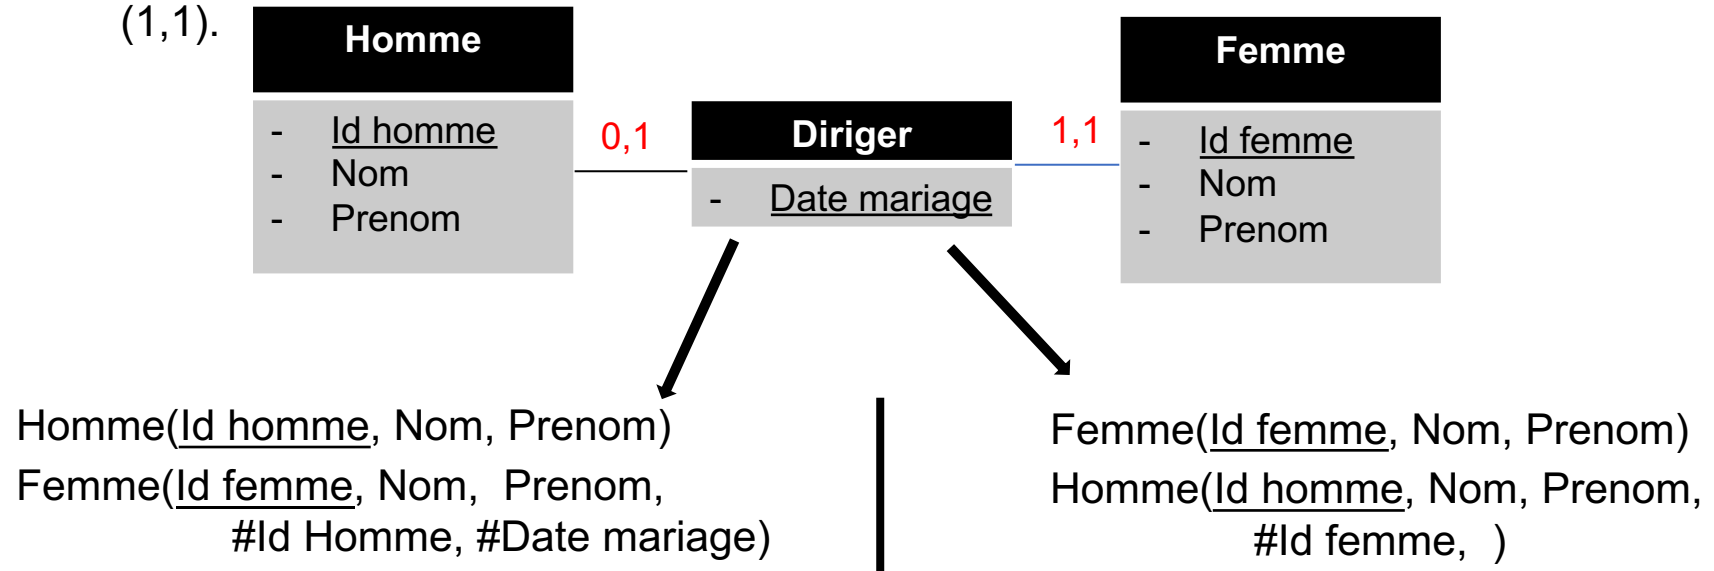 (1,1).
Homme
- Id homme
- Nom
- Prenom
0,1
Diriger
- Date mariage
1,1
Femme
- Id femme
- Nom
- Prenom
Homme(Id homme, Nom, Prenom)
Femme(Id femme, Nom, Prenom,
#Id Homme, #Date mariage)
Femme(Id femme, Nom, Prenom)
Homme(Id homme, Nom, Prenom,
#Id femme, )